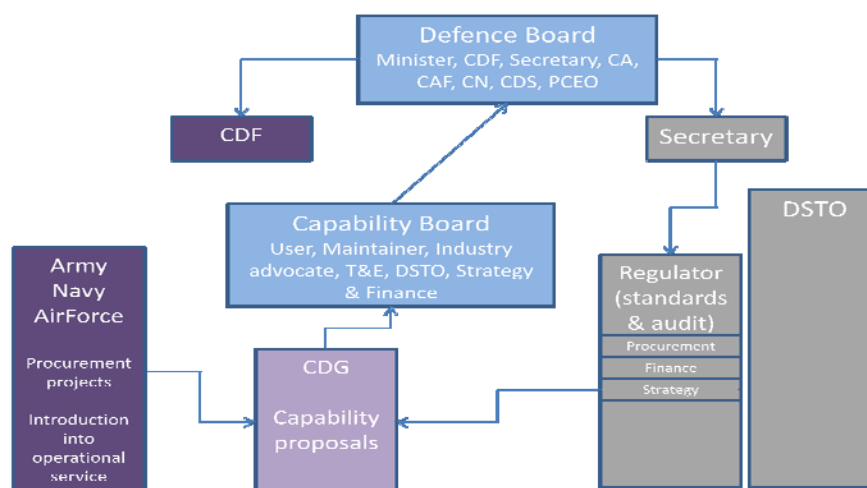 Defence Board
Minister, CDF, Secretary, CA,
CAF, CN, CDS, PCEO
CDF
Secretary
Capability Board
User, Maintainer, Industry
advocate, T&E, DSTO, Strategy
& Finance
DSTO
Army
Navy
AirForce
Procurement
projects
Introduction
into
operational
service
CDG
Capability
proposals
Regulator
(standards
& audit)
Procurement
Finance
Strategy